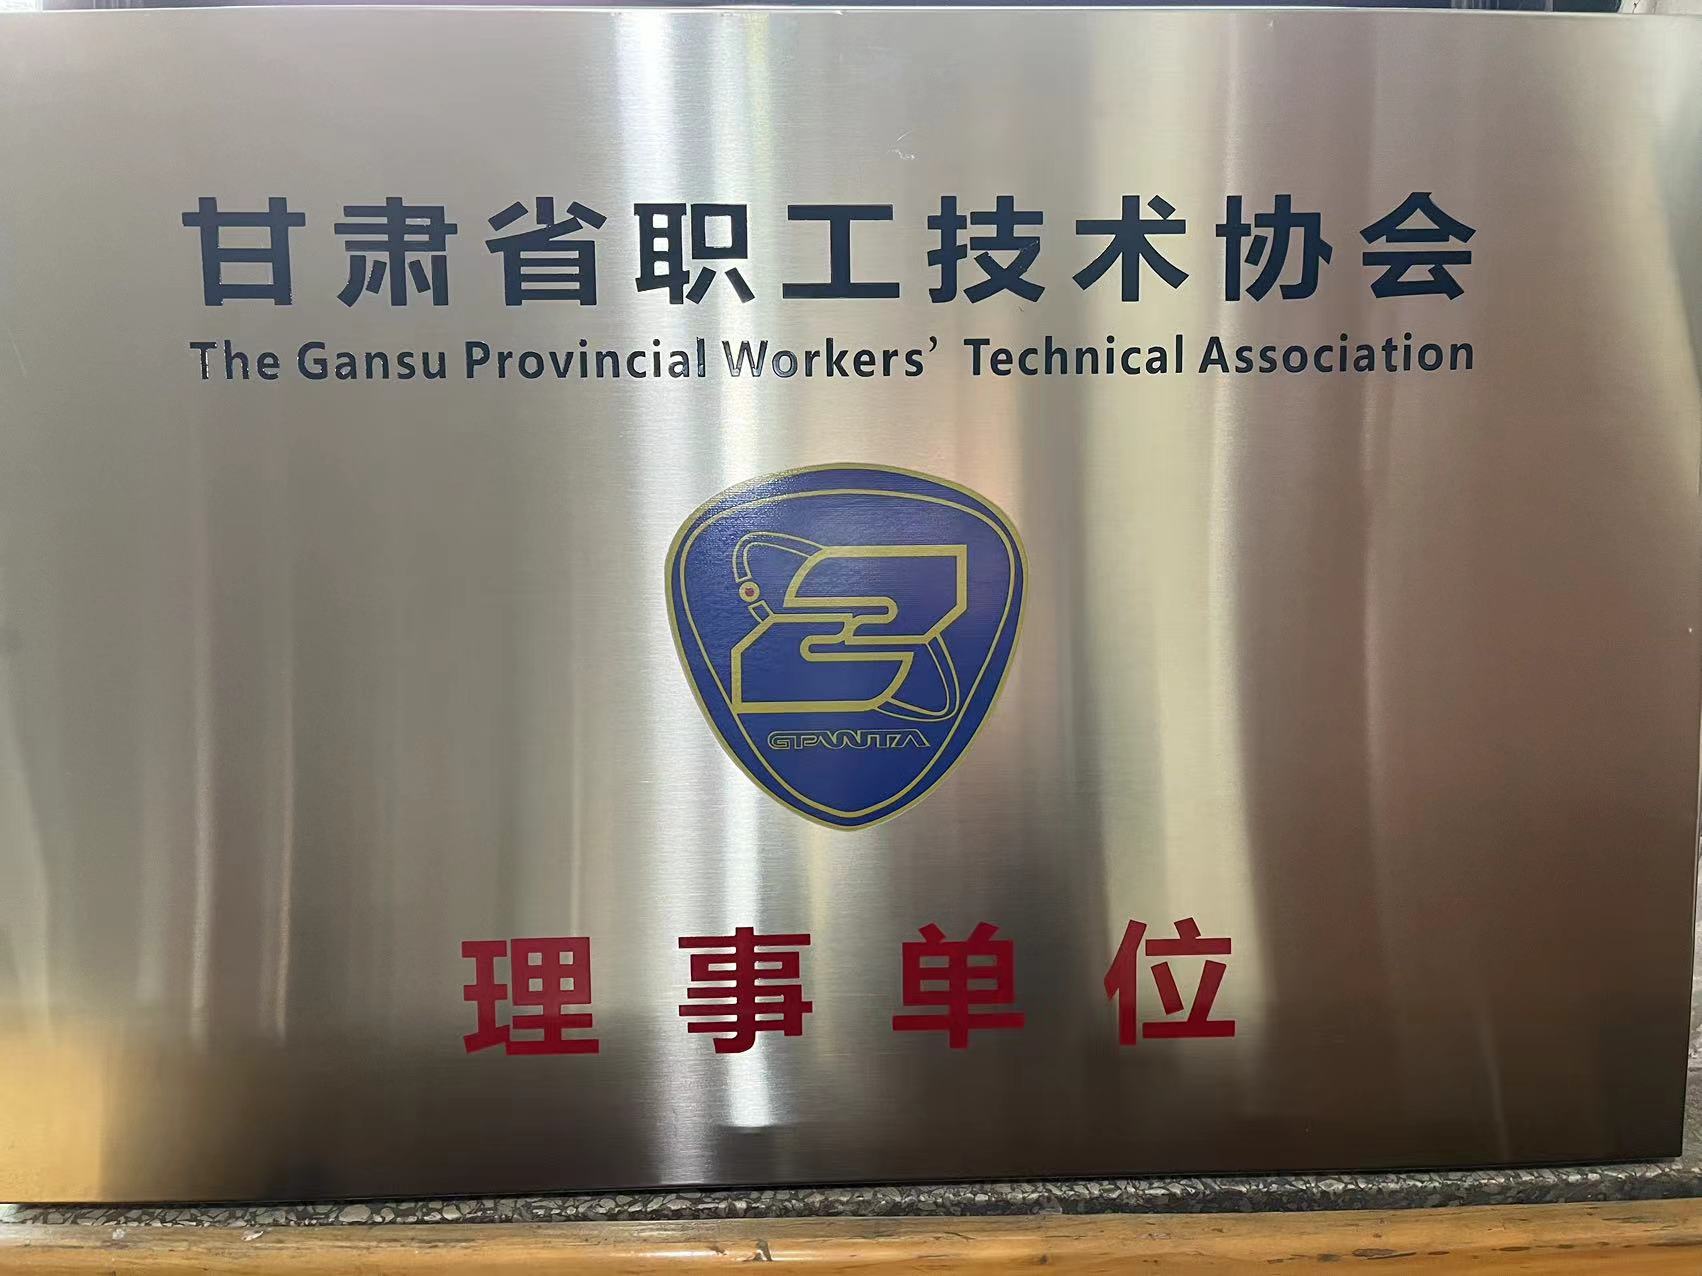 甘肃省职工技术协会
The Gansu Provincial Workers’ Technical Association
GPWTA
理事单位